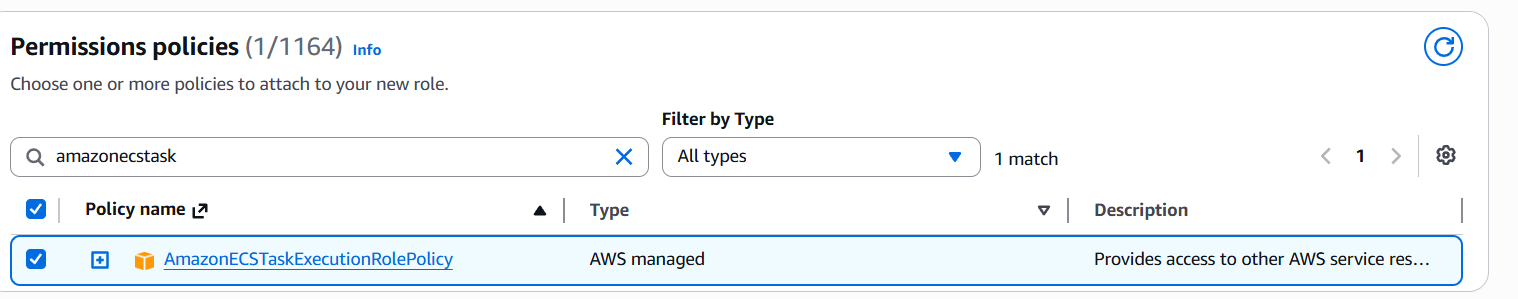 Permissions policies (1/1164) Info
Choose one or more policies to attach to your new role.
Filter by Type
amazonecstask
All types
1 match
1
Policy name
Type
Description
AmazonECSTaskExecutionRolePolicy
AWS managed
Provides access to other AWS service res…